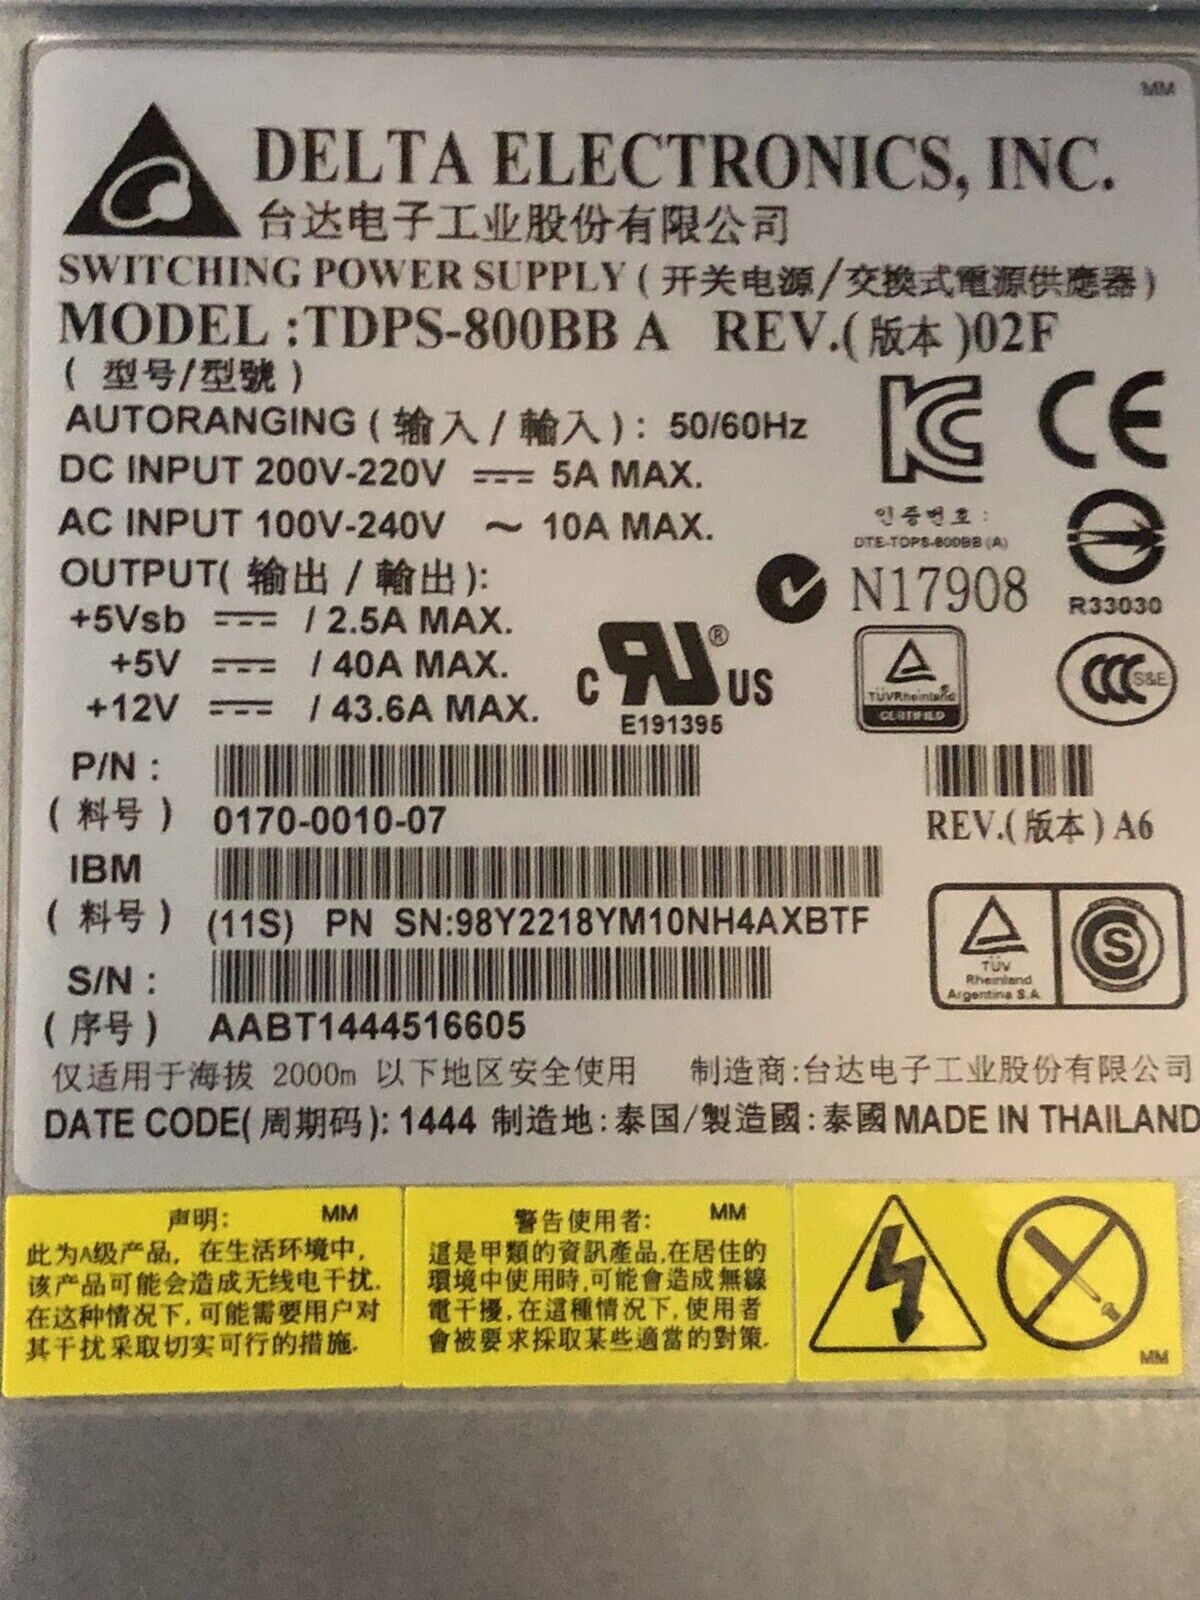 MM
DELTA ELECTRONICS, INC.
台达电子工业股份有限公司
SWITCHING POWER SUPPLY (开关电源/交換式電源供應器)
MODEL :TDPS-800BB A REV.(版本)02F
(型号/型號)
AUTORANGING (输入/輸入): 50/60Hz
DC INPUT 200V-220V ⎓ 5A MAX.
AC INPUT 100V-240V ~ 10A MAX.
인증번호 :
DTE-TDPS-800BB (A)
OUTPUT(输出/輸出):
N17908
R33030
+5Vsb ⎓ / 2.5A MAX.
+5V ⎓ / 40A MAX.
+12V ⎓ / 43.6A MAX.
c RU ® US
E191395
TÜVRheinland
CERTIFIED
CCC S&E
P/N :
(料号) 0170-0010-07
REV.(版本) A6
IBM
(料号) (11S) PN SN:98Y2218YM10NH4AXBTF
TÜV
Rheinland
Argentina S.A.
S
S/N :
(序号) AABT1444516605
仅适用于海拔 2000m 以下地区安全使用 制造商:台达电子工业股份有限公司
DATE CODE(周期码): 1444 制造地:泰国/製造國:泰國 MADE IN THAILAND
声明: MM
此为A级产品, 在生活环境中,
该产品可能会造成无线电干扰.
在这种情况下, 可能需要用户对
其干扰采取切实可行的措施.
警告使用者: MM
這是甲類的資訊產品,在居住的
環境中使用時,可能會造成無線
電干擾,在這種情況下,使用者
會被要求採取某些適當的對策.
MM